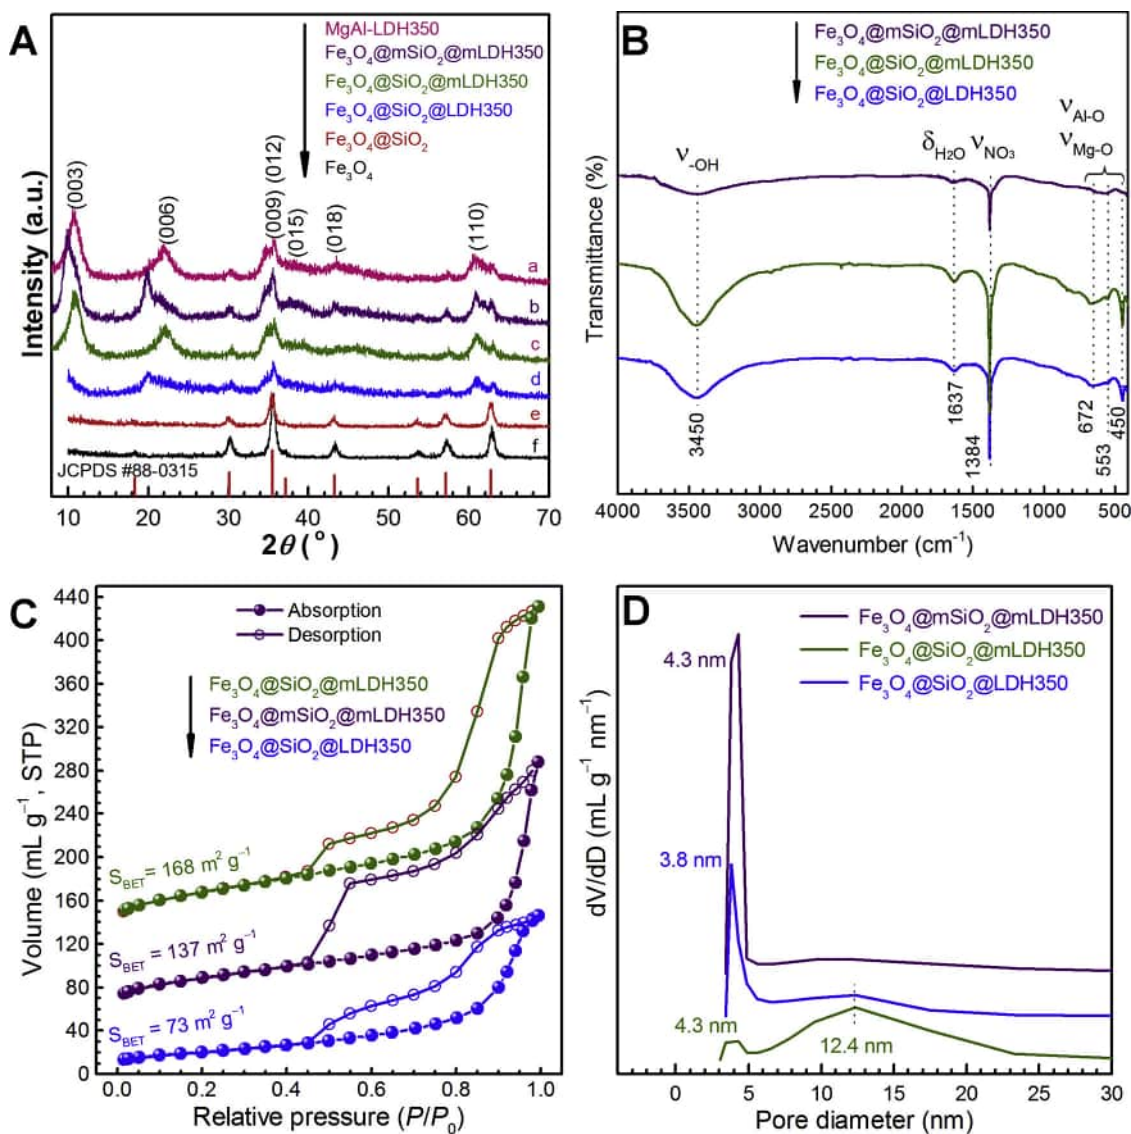 A
MgAl-LDH350
Fe₃O₄@mSiO₂@mLDH350
Fe₃O₄@SiO₂@mLDH350
Fe₃O₄@SiO₂@LDH350
Fe₃O₄@SiO₂
Fe₃O₄
(003)
(006)
(009) (012)
(015)
(018)
(110)
a
b
c
d
e
f
JCPDS #88-0315
Intensity (a.u.)
10 20 30 40 50 60 70
2θ (°)
B
Fe₃O₄@mSiO₂@mLDH350
Fe₃O₄@SiO₂@mLDH350
Fe₃O₄@SiO₂@LDH350
ν-OH
δH₂O
νNO₃
νAl-O
νMg-O
3450
1637
1384
672
553
450
Transmittance (%)
4000 3500 3000 2500 2000 1500 1000 500
Wavenumber (cm⁻¹)
C
Absorption
Desorption
Fe₃O₄@SiO₂@mLDH350
Fe₃O₄@mSiO₂@mLDH350
Fe₃O₄@SiO₂@LDH350
S_BET = 168 m² g⁻¹
S_BET = 137 m² g⁻¹
S_BET = 73 m² g⁻¹
Volume (mL g⁻¹, STP)
440
400
360
320
280
240
200
160
120
80
40
0
0.0 0.2 0.4 0.6 0.8 1.0
Relative pressure (P/P₀)
D
Fe₃O₄@mSiO₂@mLDH350
Fe₃O₄@SiO₂@mLDH350
Fe₃O₄@SiO₂@LDH350
4.3 nm
3.8 nm
4.3 nm
12.4 nm
dV/dD (mL g⁻¹ nm⁻¹)
0 5 10 15 20 25 30
Pore diameter (nm)